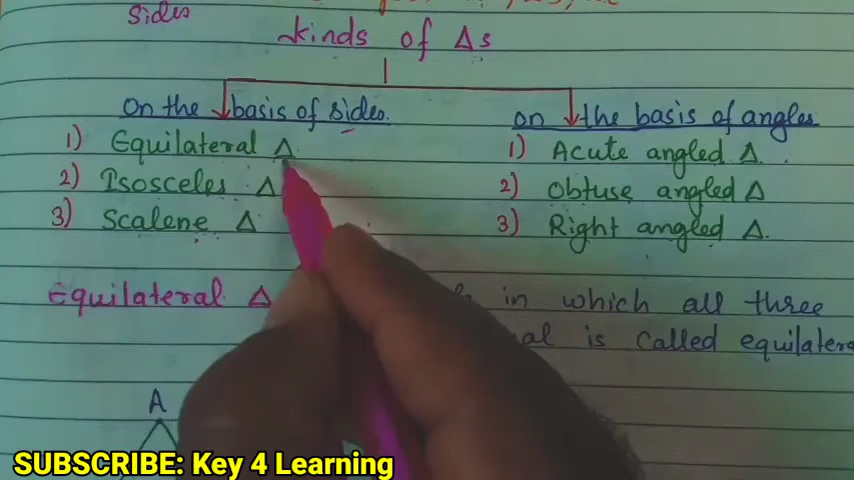 sides
kinds of Δs
On the basis of sides.
1) Equilateral Δ
2) Isosceles Δ
3) Scalene Δ
on the basis of angles
1) Acute angled Δ.
2) Obtuse angled Δ
3) Right angled Δ.
Equilateral Δ in which all three
is called equilatera
A
SUBSCRIBE: Key 4 Learning